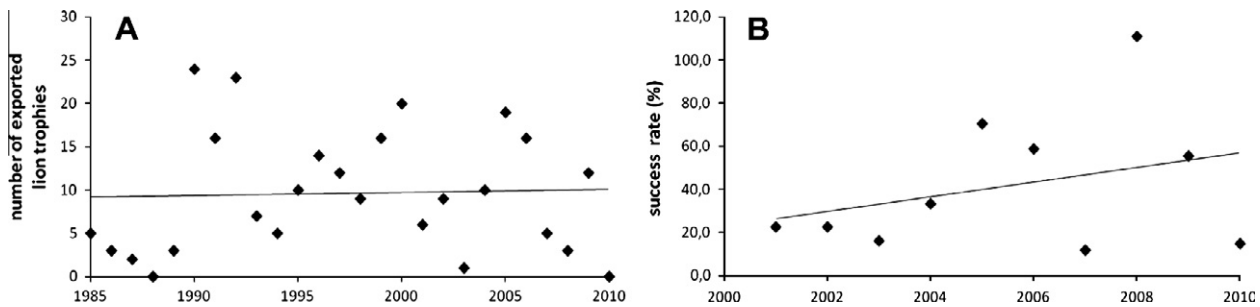 A
number of exported
lion trophies
30
25
20
15
10
5
0
1985 1990 1995 2000 2005 2010
B
success rate (%)
120,0
100,0
80,0
60,0
40,0
20,0
0,0
2000 2002 2004 2006 2008 2010